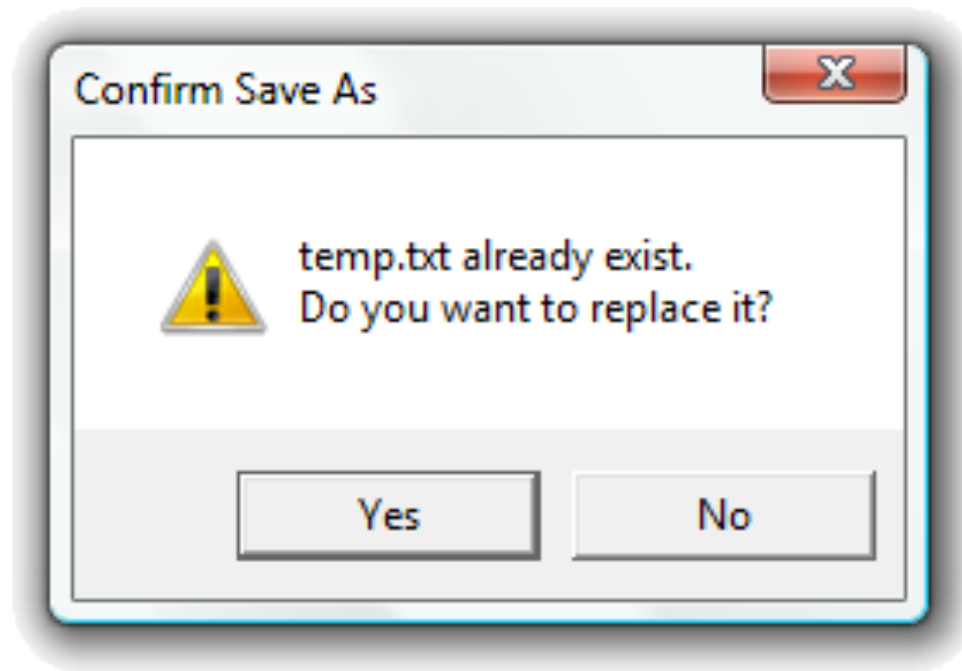 Confirm Save As
temp.txt already exist.
Do you want to replace it?
Yes
No